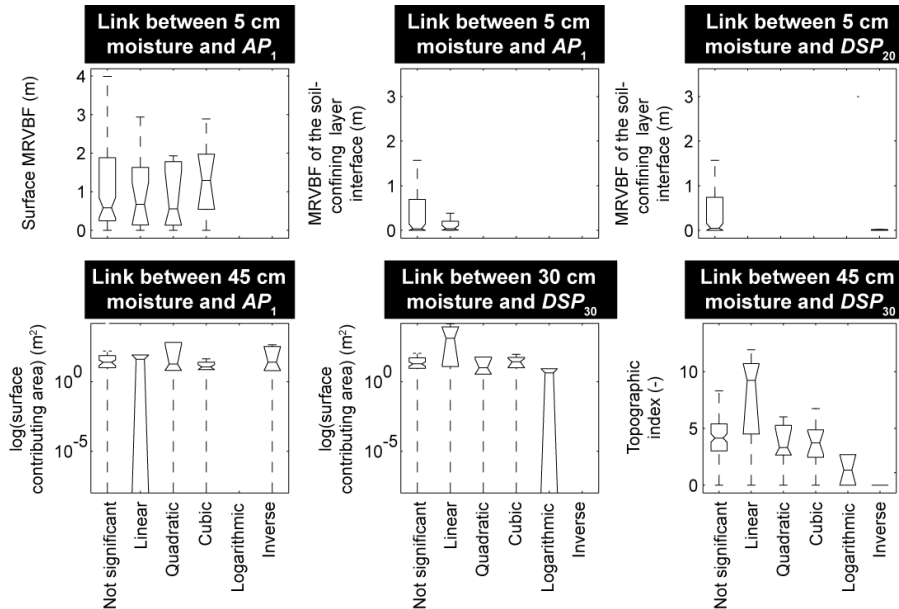 Link between 5 cm
moisture and AP1
Link between 5 cm
moisture and AP1
Link between 5 cm
moisture and DSP20
Surface MRVBF (m)
4
3
2
1
0
MRVBF of the soil-
confining layer
interface (m)
3
2
1
0
MRVBF of the soil-
confining layer
interface (m)
3
2
1
0
Link between 45 cm
moisture and AP1
Link between 30 cm
moisture and DSP30
Link between 45 cm
moisture and DSP30
log(surface
contributing area) (m²)
10⁰
10⁻⁵
log(surface
contributing area) (m²)
10⁰
10⁻⁵
Topographic
index (-)
10
5
0
Not significant
Linear
Quadratic
Cubic
Logarithmic
Inverse
Not significant
Linear
Quadratic
Cubic
Logarithmic
Inverse
Not significant
Linear
Quadratic
Cubic
Logarithmic
Inverse